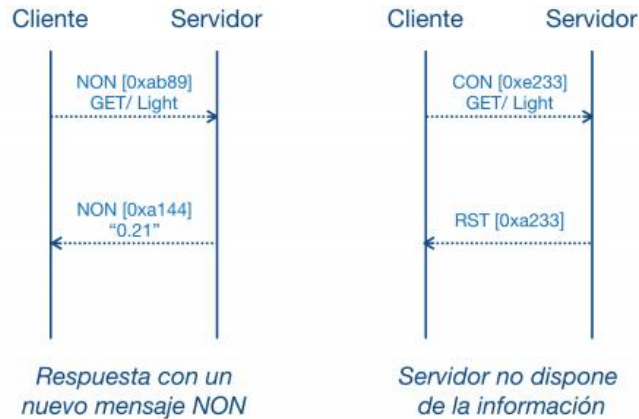 Cliente
Servidor
NON [0xab89]
GET/ Light
NON [0xa144]
“0.21”
Respuesta con un
nuevo mensaje NON
Cliente
Servidor
CON [0xe233]
GET/ Light
RST [0xa233]
Servidor no dispone
de la información